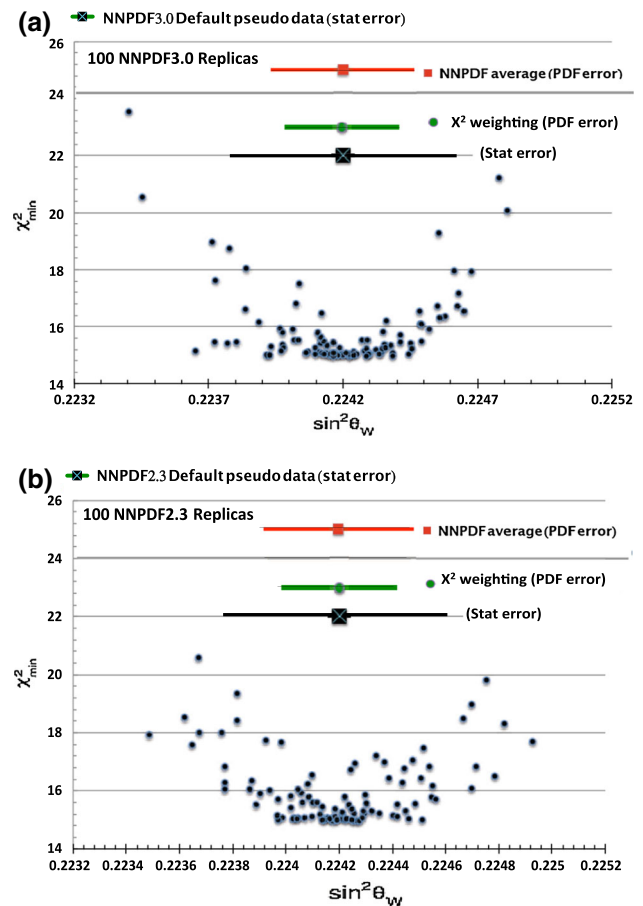 (a)
NNPDF3.0 Default pseudo data (stat error)
26
100 NNPDF3.0 Replicas
NNPDF average (PDF error)
24
X² weighting (PDF error)
22
(Stat error)
20
χ²min
18
16
14
0.2232 0.2237 0.2242 0.2247 0.2252
sin²θW
(b)
NNPDF2.3 Default pseudo data (stat error)
26
100 NNPDF2.3 Replicas
NNPDF average (PDF error)
24
X² weighting (PDF error)
22
(Stat error)
20
χ²min
18
16
14
0.2232 0.2234 0.2236 0.2238 0.224 0.2242 0.2244 0.2246 0.2248 0.225 0.2252
sin²θW